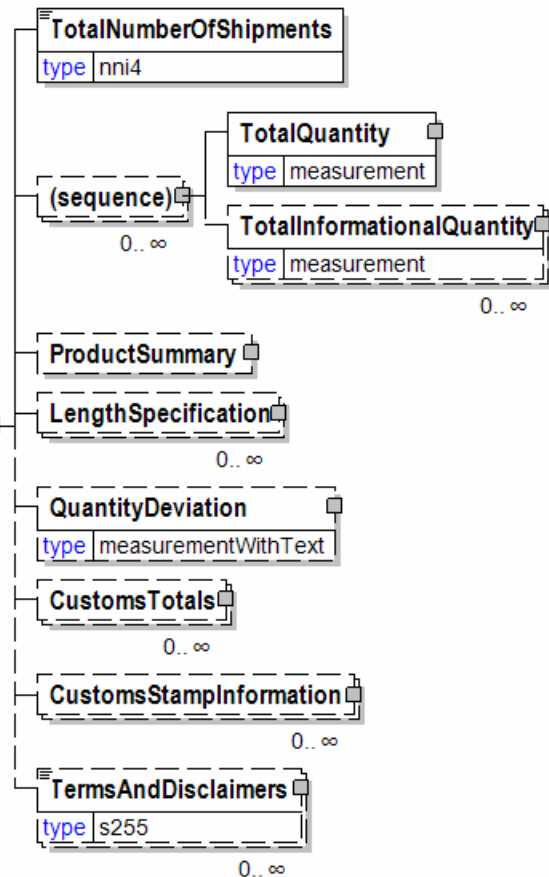 TotalNumberOfShipments
type nni4
TotalQuantity
type measurement
(sequence)
0.. ∞
TotalInformationalQuantity
type measurement
0.. ∞
ProductSummary
LengthSpecification
0.. ∞
QuantityDeviation
type measurementWithText
CustomsTotals
0.. ∞
CustomsStampInformation
0.. ∞
TermsAndDisclaimers
type s255
0.. ∞